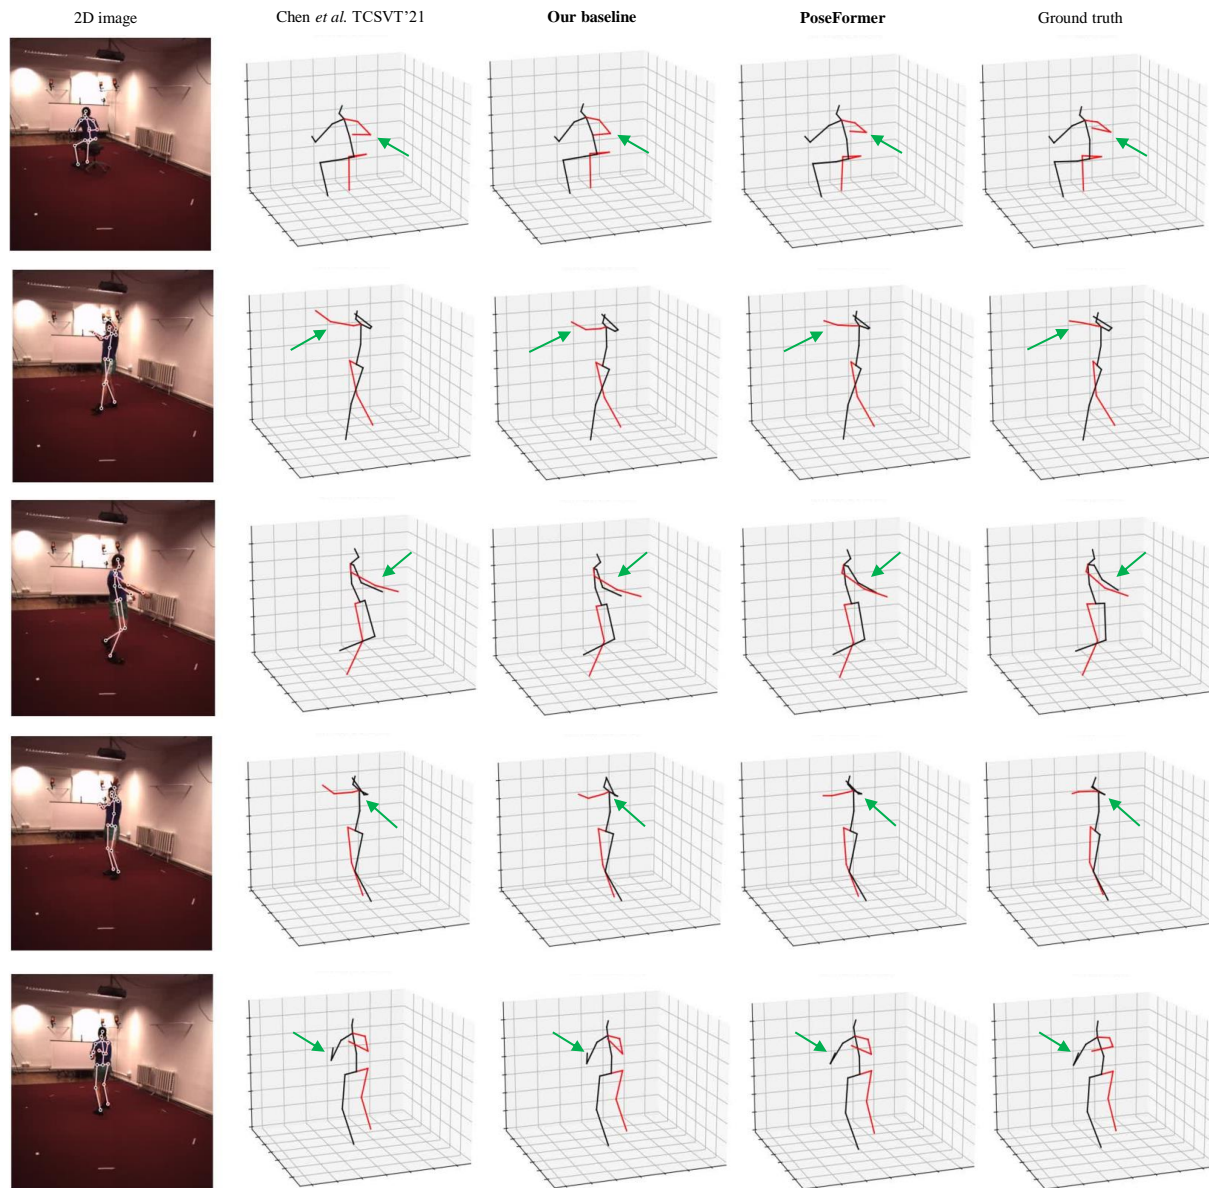 2D image
Chen et al. TCSVT'21
Our baseline
PoseFormer
Ground truth